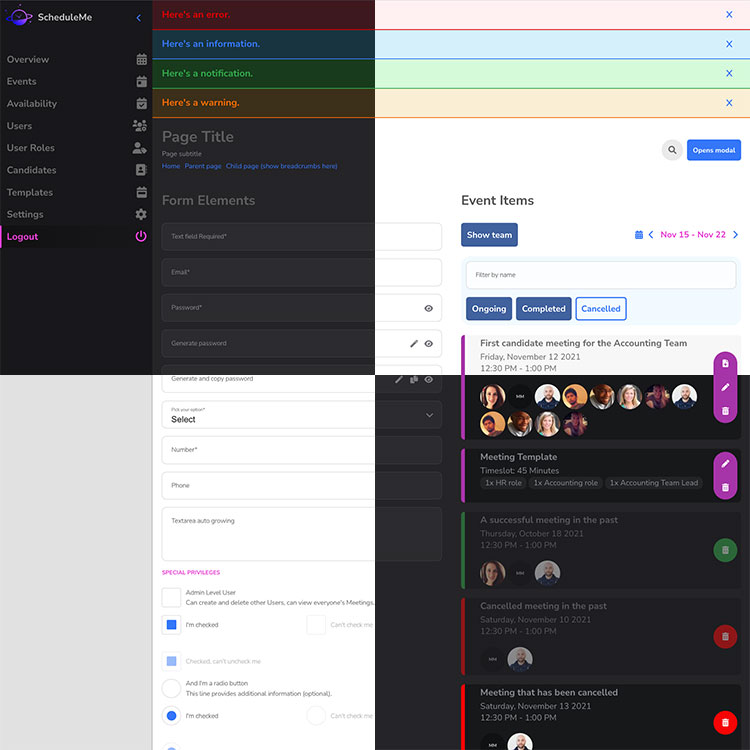 ScheduleMe
Overview
Events
Availability
Users
User Roles
Candidates
Templates
Settings
Logout
Here's an error.
Here's an information.
Here's a notification.
Here's a warning.
Page Title
Page subtitle
Home Parent page Child page (show breadcrumbs here)
Opens modal
Form Elements
Text field Required*
Email*
Password*
Generate password
Generate and copy password
Pick your option*
Select
Number*
Phone
Textarea auto growing
SPECIAL PRIVILEGES
Admin Level User
Can create and delete other Users, can view everyone's Meetings.
I'm checked Can't check me
Checked, can't uncheck me
And I'm a radio button
This line provides additional information (optional).
I'm checked Can't check me
Event Items
Show team
Nov 15 - Nov 22
Filter by name
Ongoing Completed Cancelled
First candidate meeting for the Accounting Team
Friday, November 12 2021
12:30 PM - 1:00 PM
MM
Meeting Template
Timeslot: 45 Minutes
1x HR role 1x Accounting role 1x Accounting Team Lead
A successful meeting in the past
Thursday, October 18 2021
12:30 PM - 1:00 PM
MM
Cancelled meeting in the past
Saturday, November 10 2021
12:30 PM - 1:00 PM
MM
Meeting that has been cancelled
Saturday, November 13 2021
12:30 PM - 1:00 PM
MM